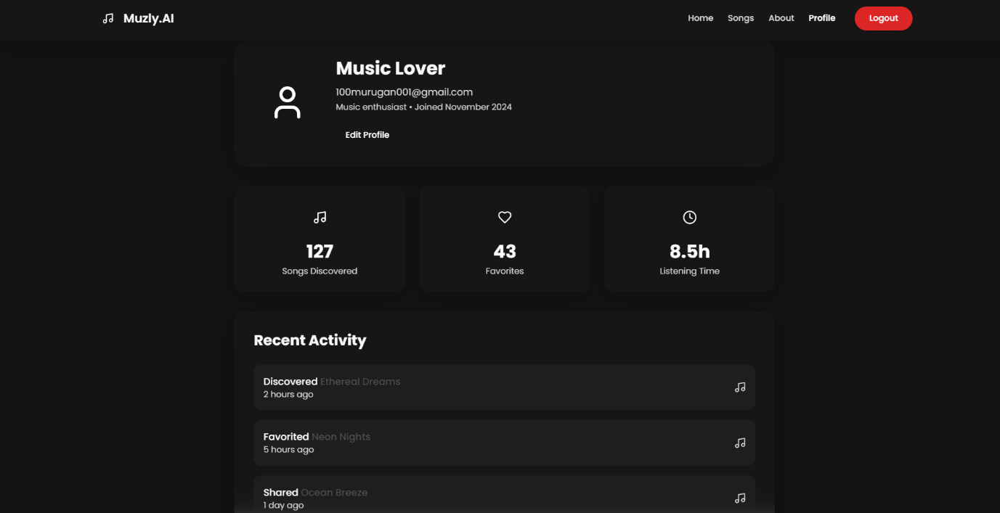 Muzly.AI
Home Songs About Profile Logout
Music Lover
100murugan001@gmail.com
Music enthusiast • Joined November 2024
Edit Profile
127
Songs Discovered
43
Favorites
8.5h
Listening Time
Recent Activity
Discovered Ethereal Dreams
2 hours ago
Favorited Neon Nights
5 hours ago
Shared Ocean Breeze
1 day ago